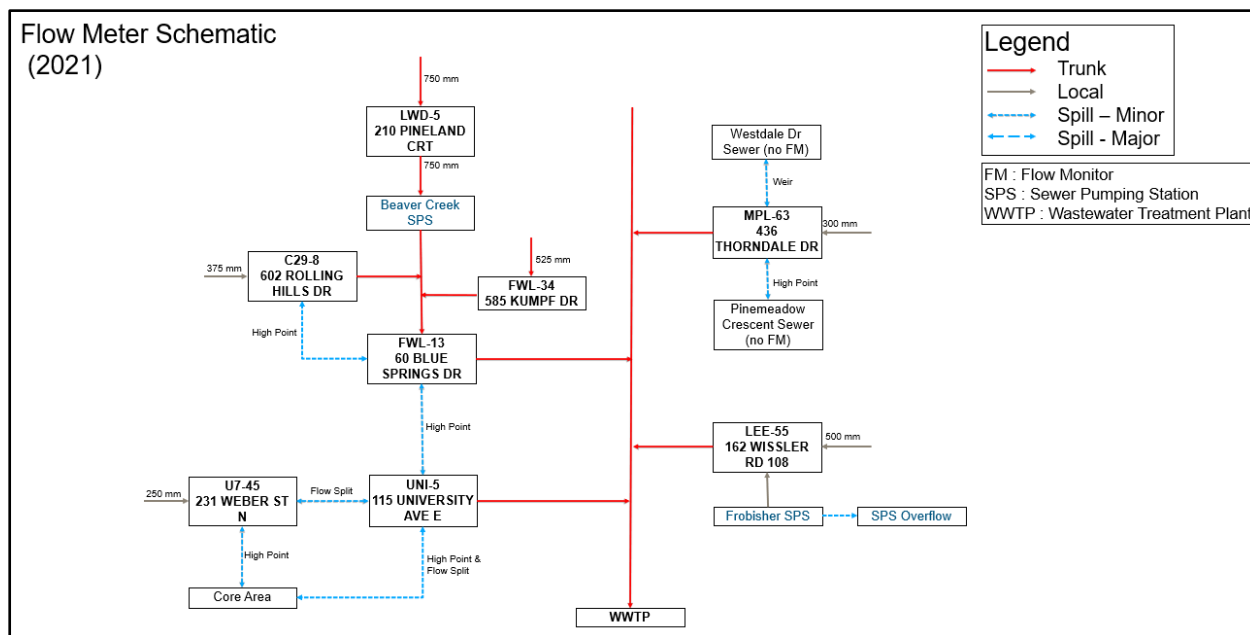 Flow Meter Schematic
(2021)
Legend
Trunk
Local
Spill – Minor
Spill - Major
FM : Flow Monitor
SPS : Sewer Pumping Station
WWTP : Wastewater Treatment Plant
750 mm
LWD-5
210 PINELAND
CRT
750 mm
Beaver Creek
SPS
375 mm
C29-8
602 ROLLING
HILLS DR
525 mm
FWL-34
585 KUMPF DR
High Point
FWL-13
60 BLUE
SPRINGS DR
High Point
250 mm
U7-45
231 WEBER ST
N
Flow Split
UNI-5
115 UNIVERSITY
AVE E
High Point
High Point &
Flow Split
Core Area
Westdale Dr
Sewer (no FM)
Weir
MPL-63
436
THORNDALE DR
300 mm
High Point
Pinemeadow
Crescent Sewer
(no FM)
LEE-55
162 WISSLER
RD 108
500 mm
Frobisher SPS
SPS Overflow
WWTP